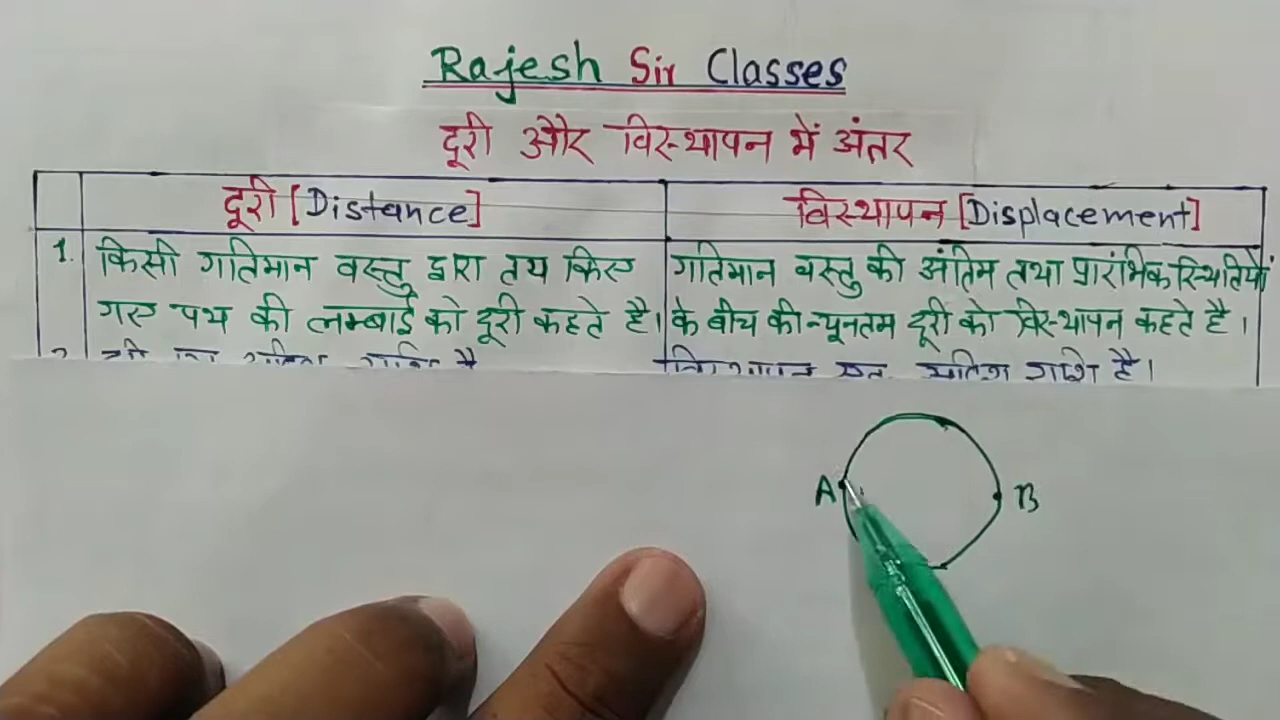 Rajesh Sir Classes
दूरी और विस्थापन में अंतर
दूरी [Distance] विस्थापन [Displacement]
1. किसी गतिमान वस्तु द्वारा तय किए गतिमान वस्तु की अंतिम तथा प्रारंभिक स्थितियों
गए पथ की लम्बाई को दूरी कहते है। के बीच की न्यूनतम दूरी को विस्थापन कहते है।
राशि है।
A B